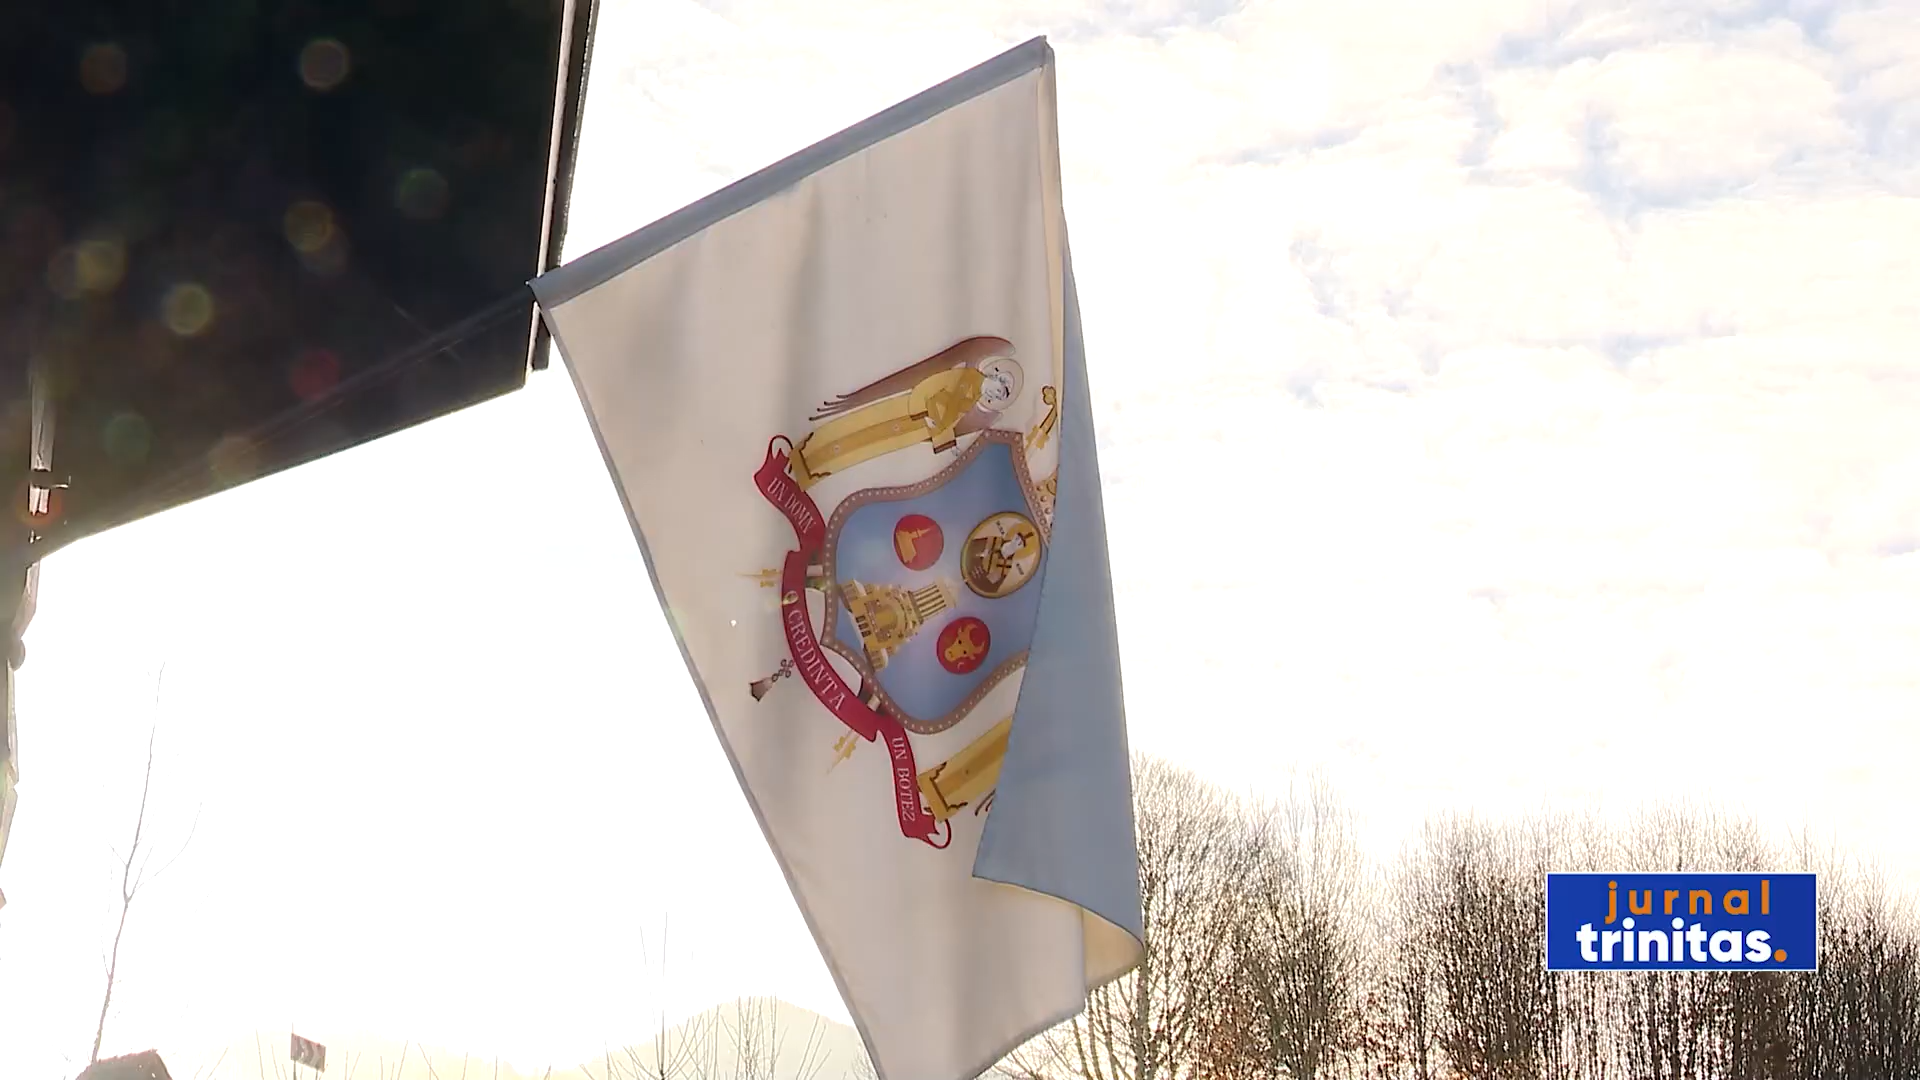 UN DOMN
O CREDINTA
UN BOTEZ
jurnal
trinitas.